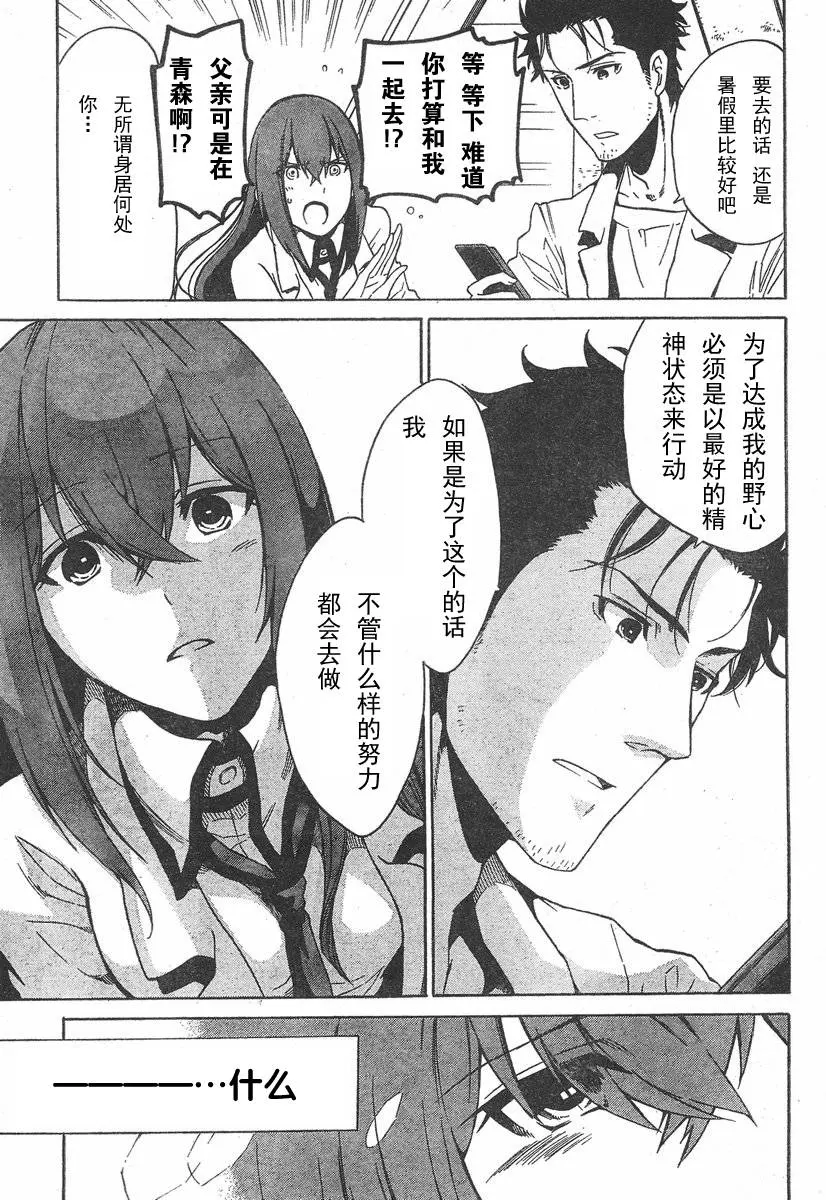 要去的话 还是
暑假里比较好吧
等 等下 难道
你打算和我
一起去!?
父亲可是在
青森啊!?
无所谓身居何处
你…
为了达成我的野心
必须是以最好的精
神状态来行动
如果是为了这个的话
我
不管什么样的努力
都会去做
————…什么